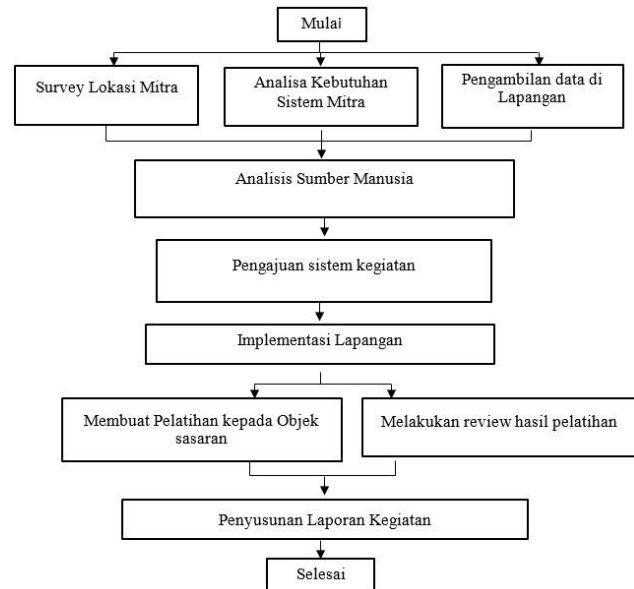 Mulai
Survey Lokasi Mitra
Analisa Kebutuhan
Sistem Mitra
Pengambilan data di
Lapangan
Analisis Sumber Manusia
Pengajuan sistem kegiatan
Implementasi Lapangan
Membuat Pelatihan kepada Objek
sasaran
Melakukan review hasil pelatihan
Penyusunan Laporan Kegiatan
Selesai